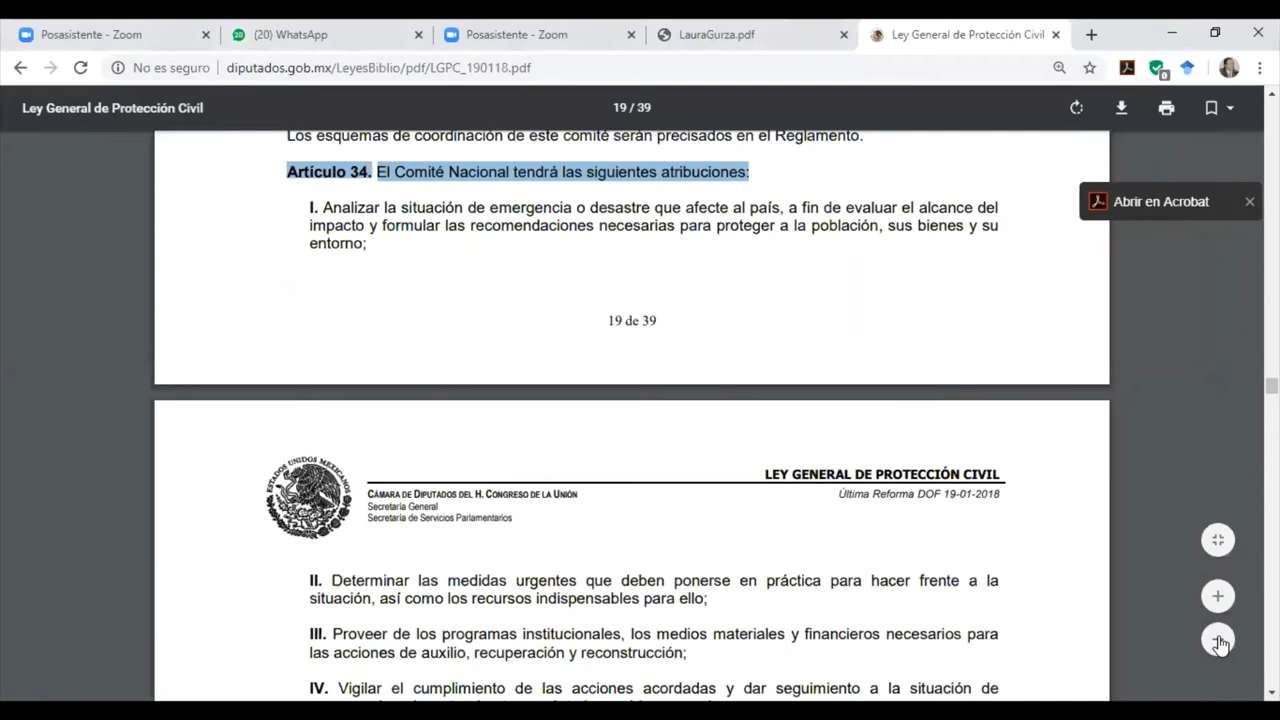 Posasistente - Zoom
(20) WhatsApp
Posasistente - Zoom
LauraGurza.pdf
Ley General de Protección Civil
No es seguro
diputados.gob.mx/LeyesBiblio/pdf/LGPC_190118.pdf
0
Ley General de Protección Civil
19 / 39
Los esquemas de coordinación de este comité serán precisados en el Reglamento.
Artículo 34. El Comité Nacional tendrá las siguientes atribuciones:
Abrir en Acrobat
I. Analizar la situación de emergencia o desastre que afecte al país, a fin de evaluar el alcance del
impacto y formular las recomendaciones necesarias para proteger a la población, sus bienes y su
entorno;
19 de 39
ESTADOS UNIDOS MEXICANOS
LEY GENERAL DE PROTECCIÓN CIVIL
CÁMARA DE DIPUTADOS DEL H. CONGRESO DE LA UNIÓN
Última Reforma DOF 19-01-2018
Secretaría General
Secretaría de Servicios Parlamentarios
II. Determinar las medidas urgentes que deben ponerse en práctica para hacer frente a la
situación, así como los recursos indispensables para ello;
III. Proveer de los programas institucionales, los medios materiales y financieros necesarios para
las acciones de auxilio, recuperación y reconstrucción;
IV. Vigilar el cumplimiento de las acciones acordadas y dar seguimiento a la situación de